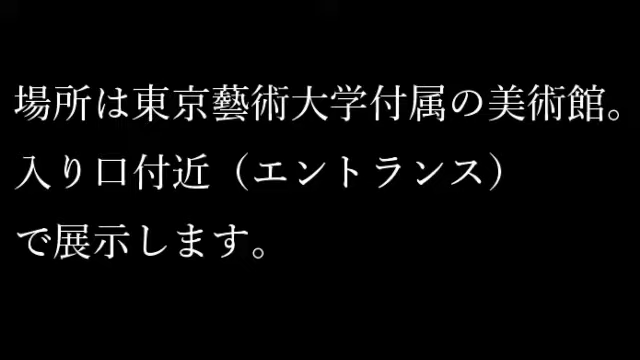 場所は東京藝術大学付属の美術館。
入り口付近（エントランス）
で展示します。